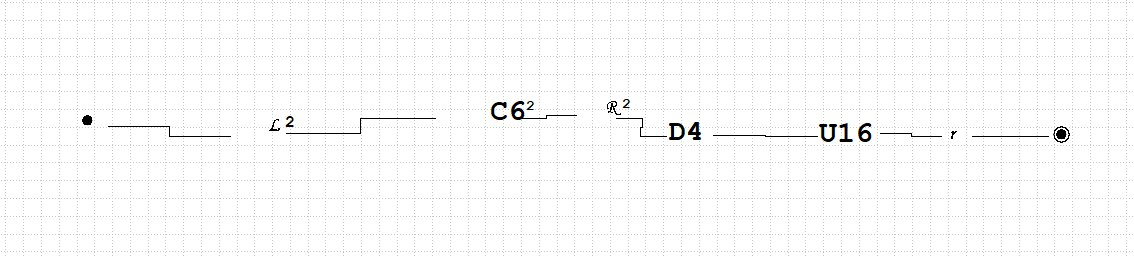 ℒ² C6² ℛ² D4 U16 r